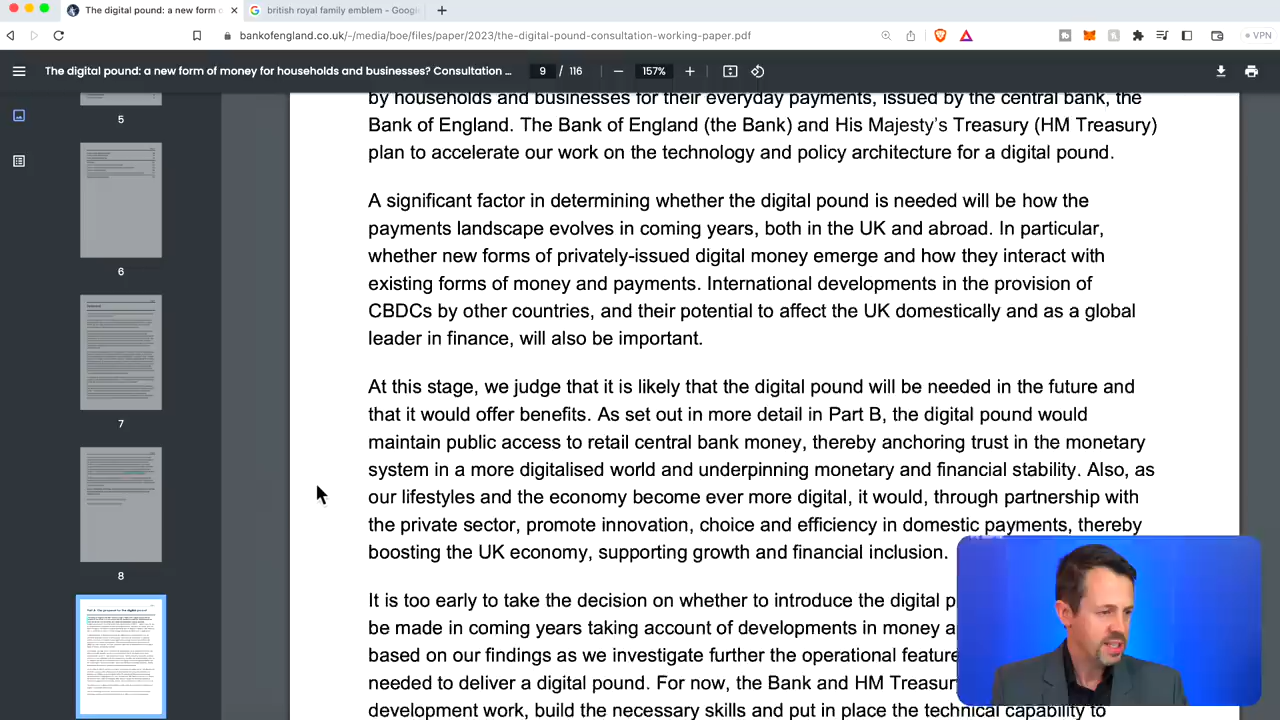 The digital pound: a new form o
british royal family emblem - Google
bankofengland.co.uk/-/media/boe/files/paper/2023/the-digital-pound-consultation-working-paper.pdf
VPN
The digital pound: a new form of money for households and businesses? Consultation ...
9 / 116
157%
5
6
7
8
by households and businesses for their everyday payments, issued by the central bank, the
Bank of England. The Bank of England (the Bank) and His Majesty's Treasury (HM Treasury)
plan to accelerate our work on the technology and policy architecture for a digital pound.
A significant factor in determining whether the digital pound is needed will be how the
payments landscape evolves in coming years, both in the UK and abroad. In particular,
whether new forms of privately-issued digital money emerge and how they interact with
existing forms of money and payments. International developments in the provision of
CBDCs by other countries, and their potential to affect the UK domestically and as a global
leader in finance, will also be important.
At this stage, we judge that it is likely that the digital pound will be needed in the future and
that it would offer benefits. As set out in more detail in Part B, the digital pound would
maintain public access to retail central bank money, thereby anchoring trust in the monetary
system in a more digitalised world and underpinning monetary and financial stability. Also, as
our lifestyles and the economy become ever more digital, it would, through partnership with
the private sector, promote innovation, choice and efficiency in domestic payments, thereby
boosting the UK economy, supporting growth and financial inclusion.
It is too early to take the decision on whether to introduce the digital p
trends in coming years, taking account of developments in money a
based on our findings as we investigate further the operational featur
needed to deliver a digital pound. For now, the Bank and HM Treasur
development work, build the necessary skills and put in place the technical capability to